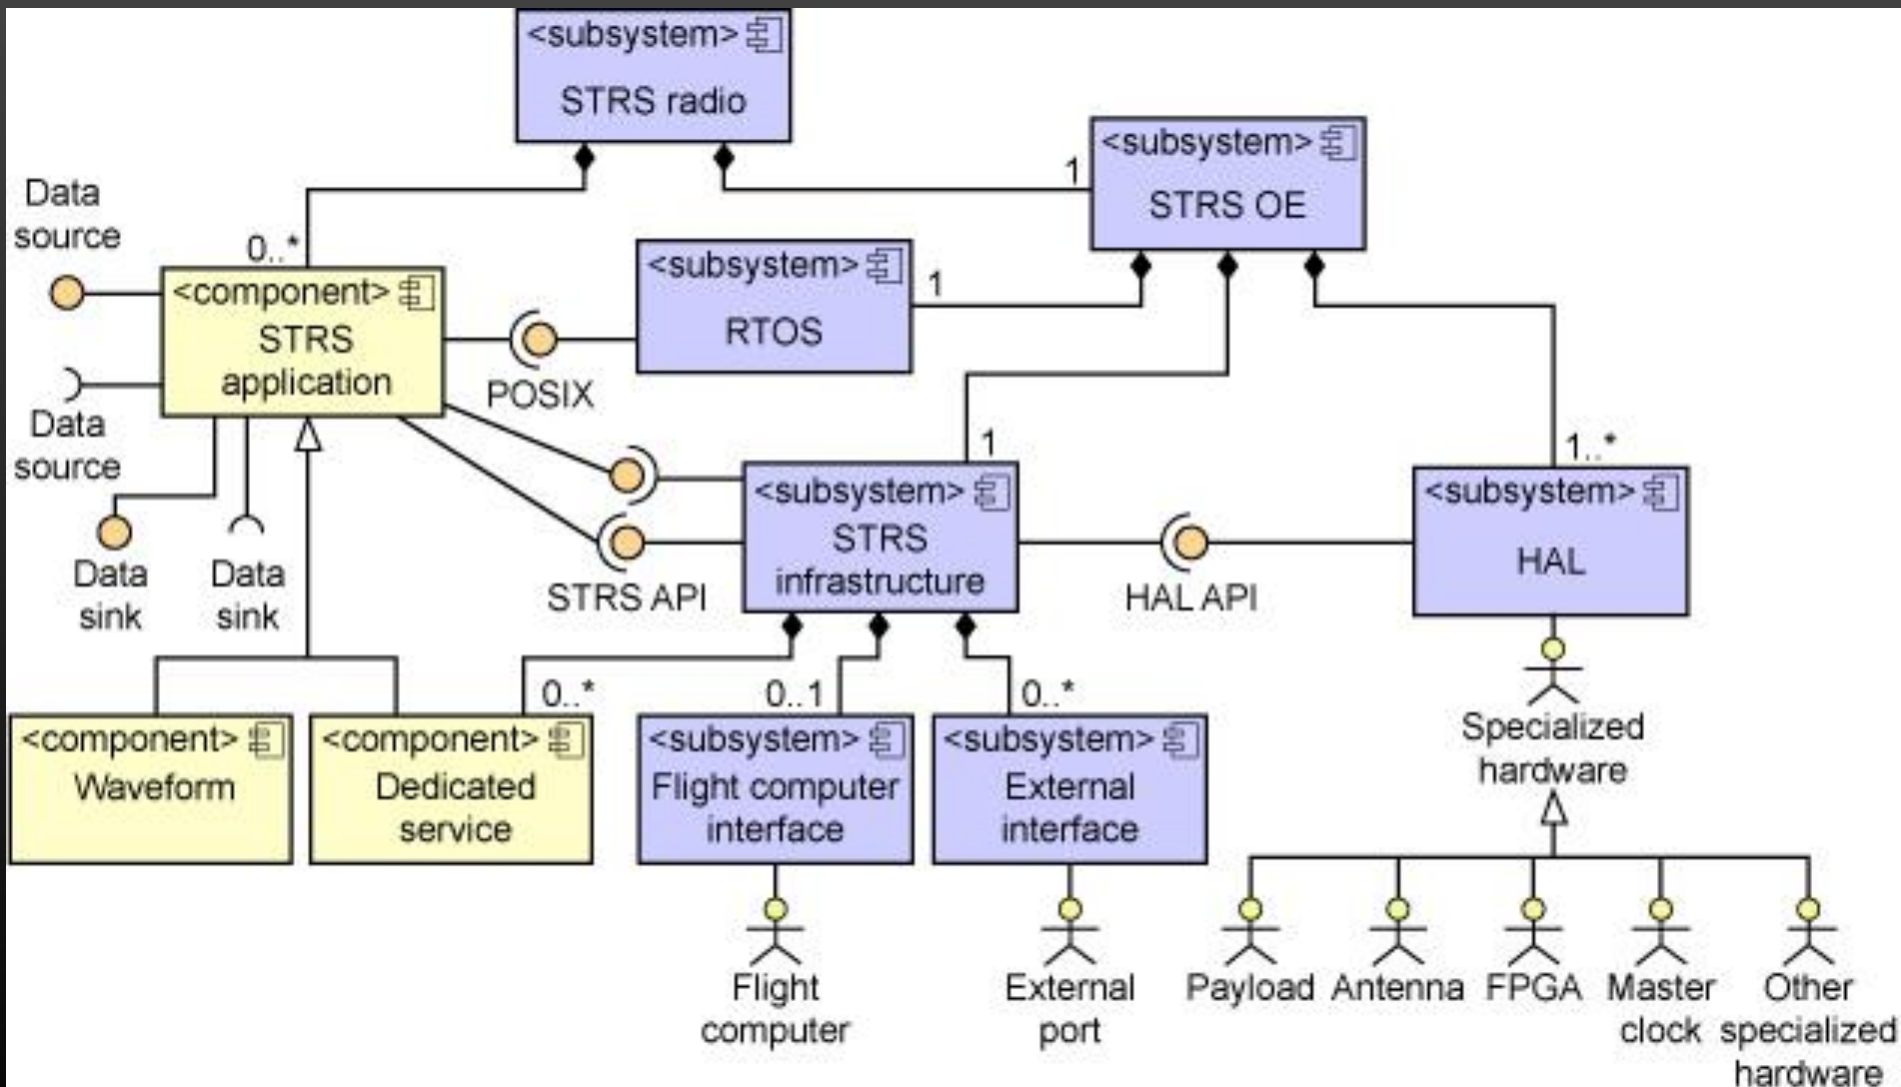 <subsystem>
STRS radio
<subsystem>
STRS OE
1
Data
source
0..*
<component>
STRS
application
<subsystem>
RTOS
1
POSIX
Data
source
Data
sink
Data
sink
1
<subsystem>
STRS
infrastructure
STRS API
HAL API
1..*
<subsystem>
HAL
0..*
0..1
0..*
<component>
Waveform
<component>
Dedicated
service
<subsystem>
Flight computer
interface
<subsystem>
External
interface
Specialized
hardware
Flight
computer
External
port
Payload
Antenna
FPGA
Master
clock
Other
specialized
hardware